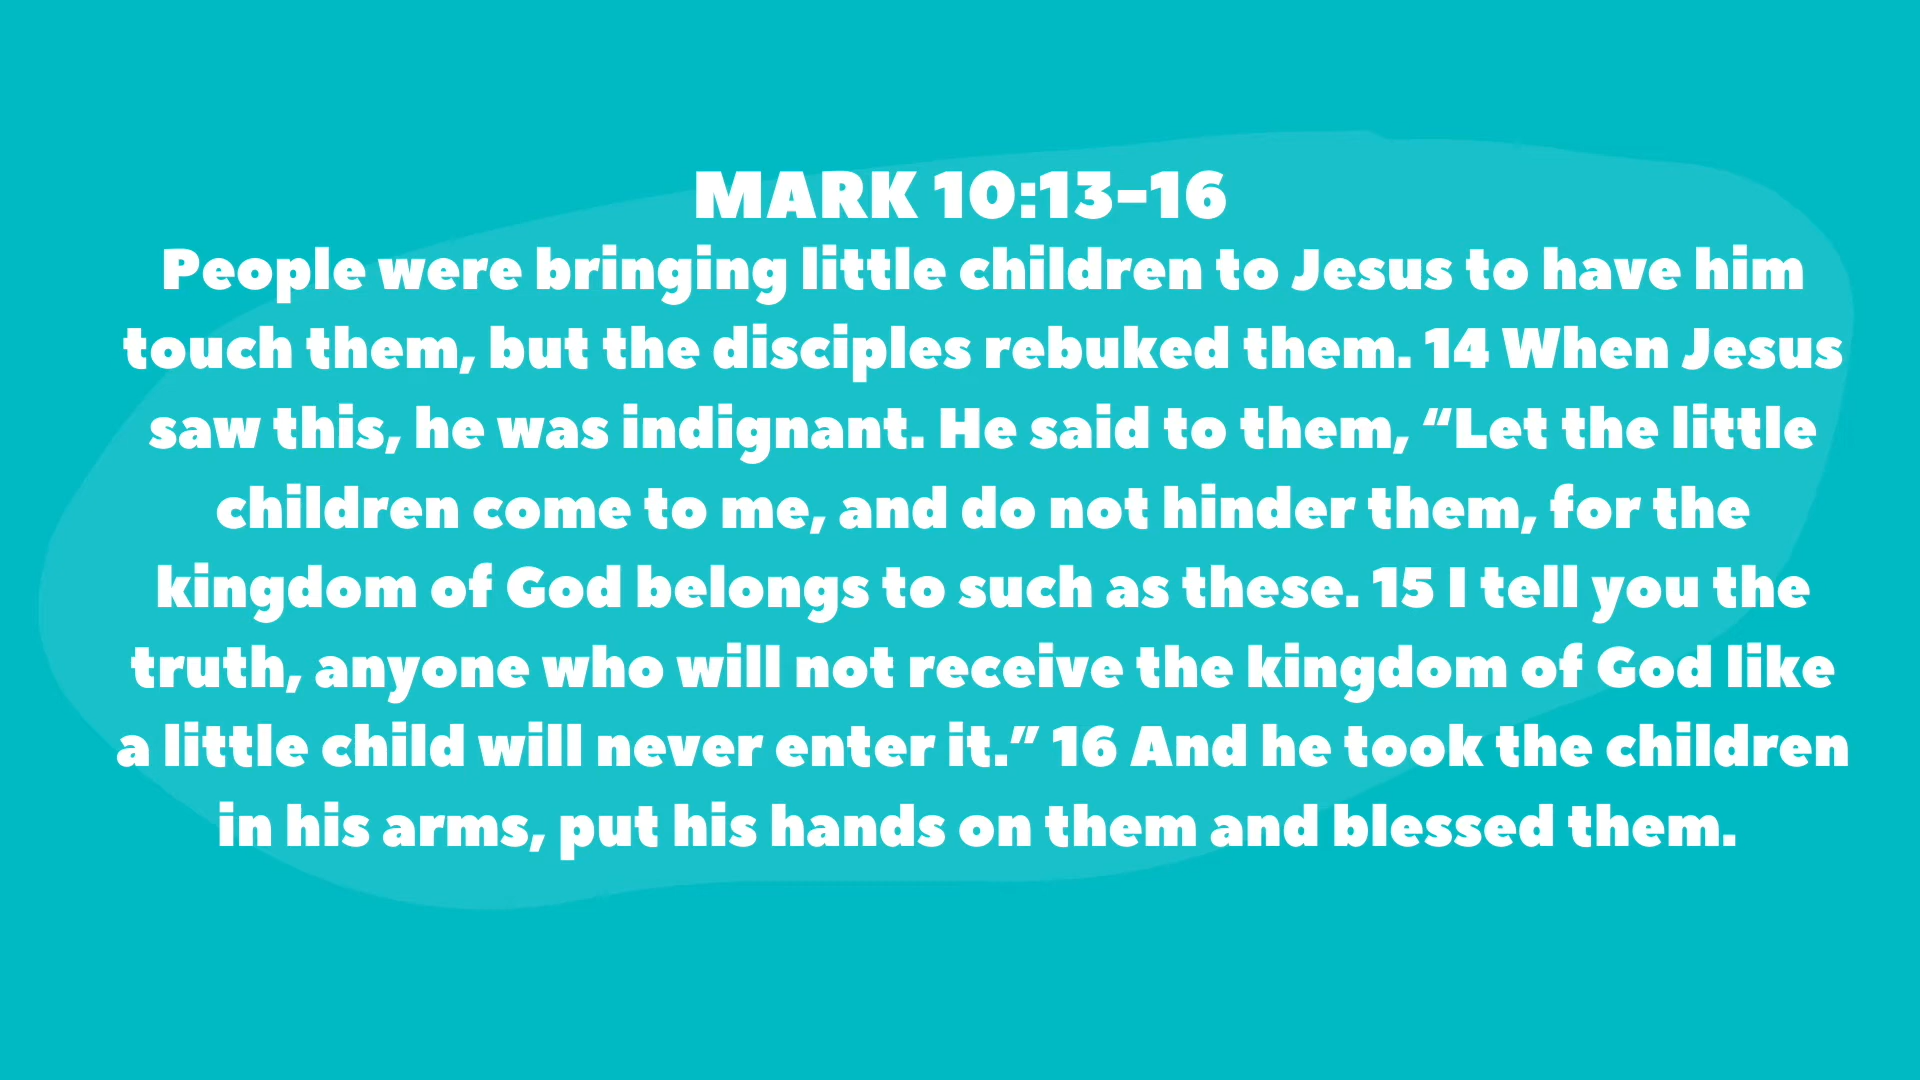 MARK 10:13–16
People were bringing little children to Jesus to have him
touch them, but the disciples rebuked them. 14 When Jesus
saw this, he was indignant. He said to them, “Let the little
children come to me, and do not hinder them, for the
kingdom of God belongs to such as these. 15 I tell you the
truth, anyone who will not receive the kingdom of God like
a little child will never enter it.” 16 And he took the children
in his arms, put his hands on them and blessed them.